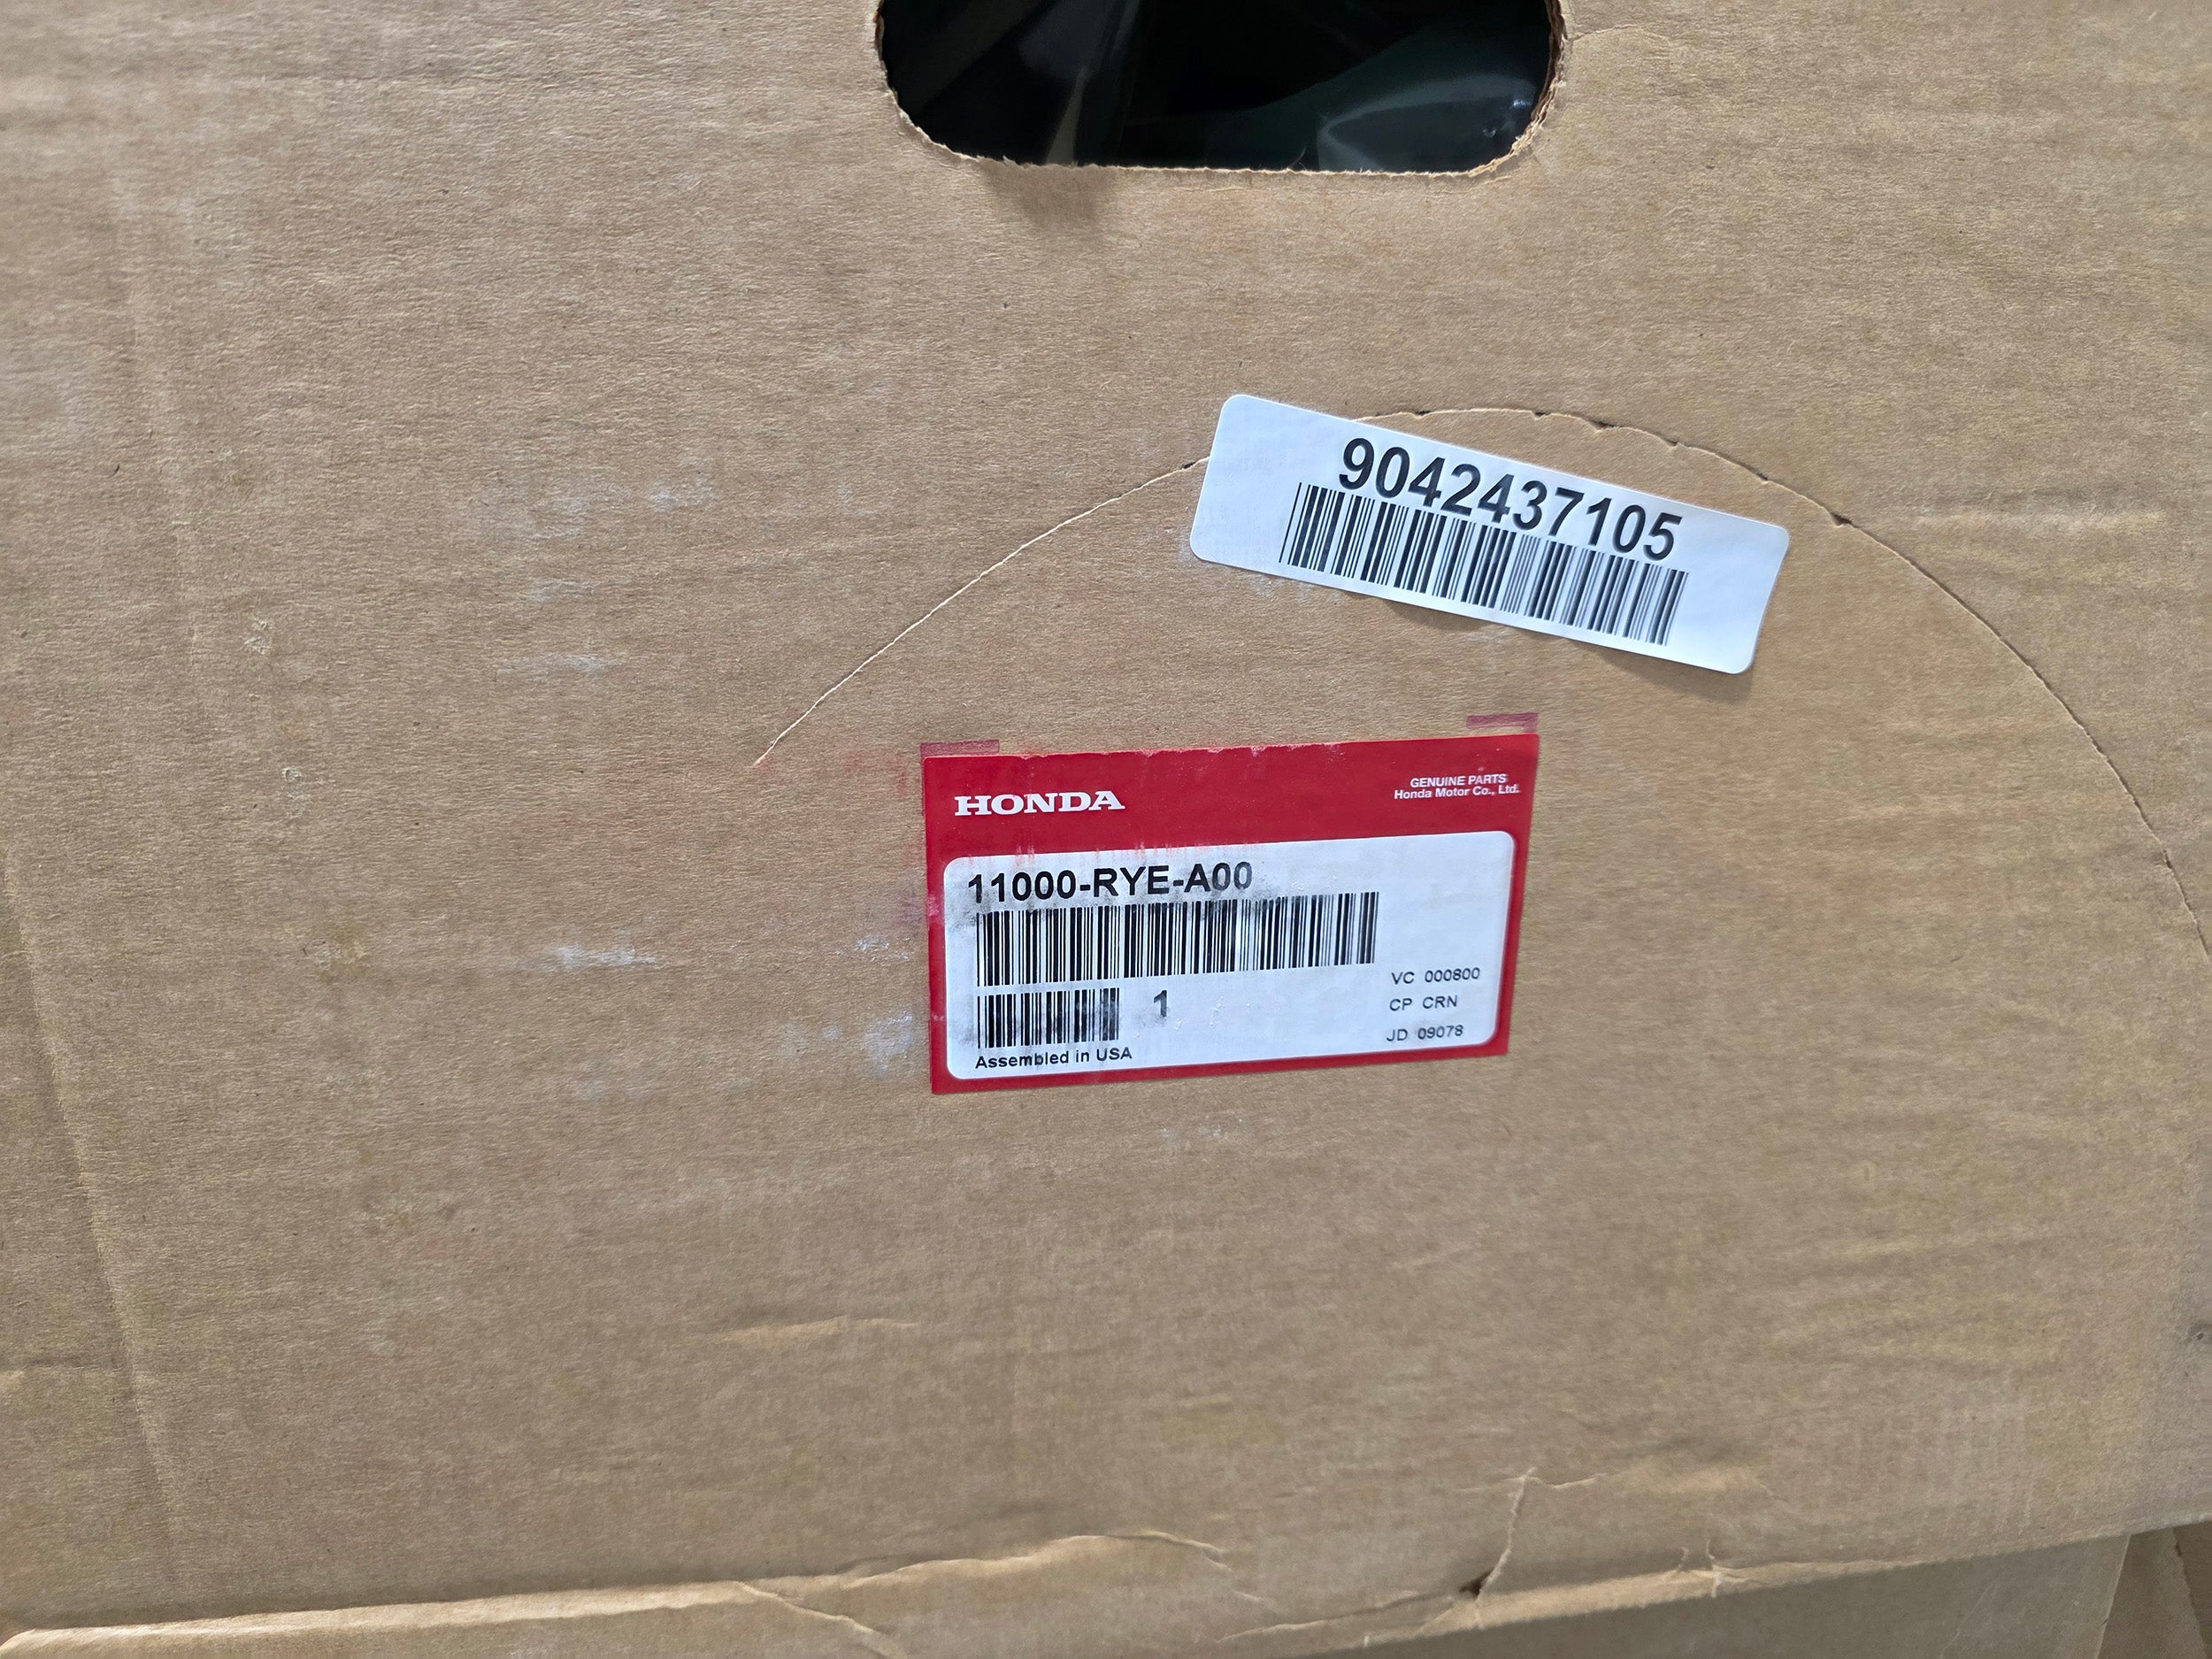 9042437105
HONDA
GENUINE PARTS
Honda Motor Co., Ltd.
11000-RYE-A00
VC 000800
1
CP CRN
JD 09078
Assembled in USA